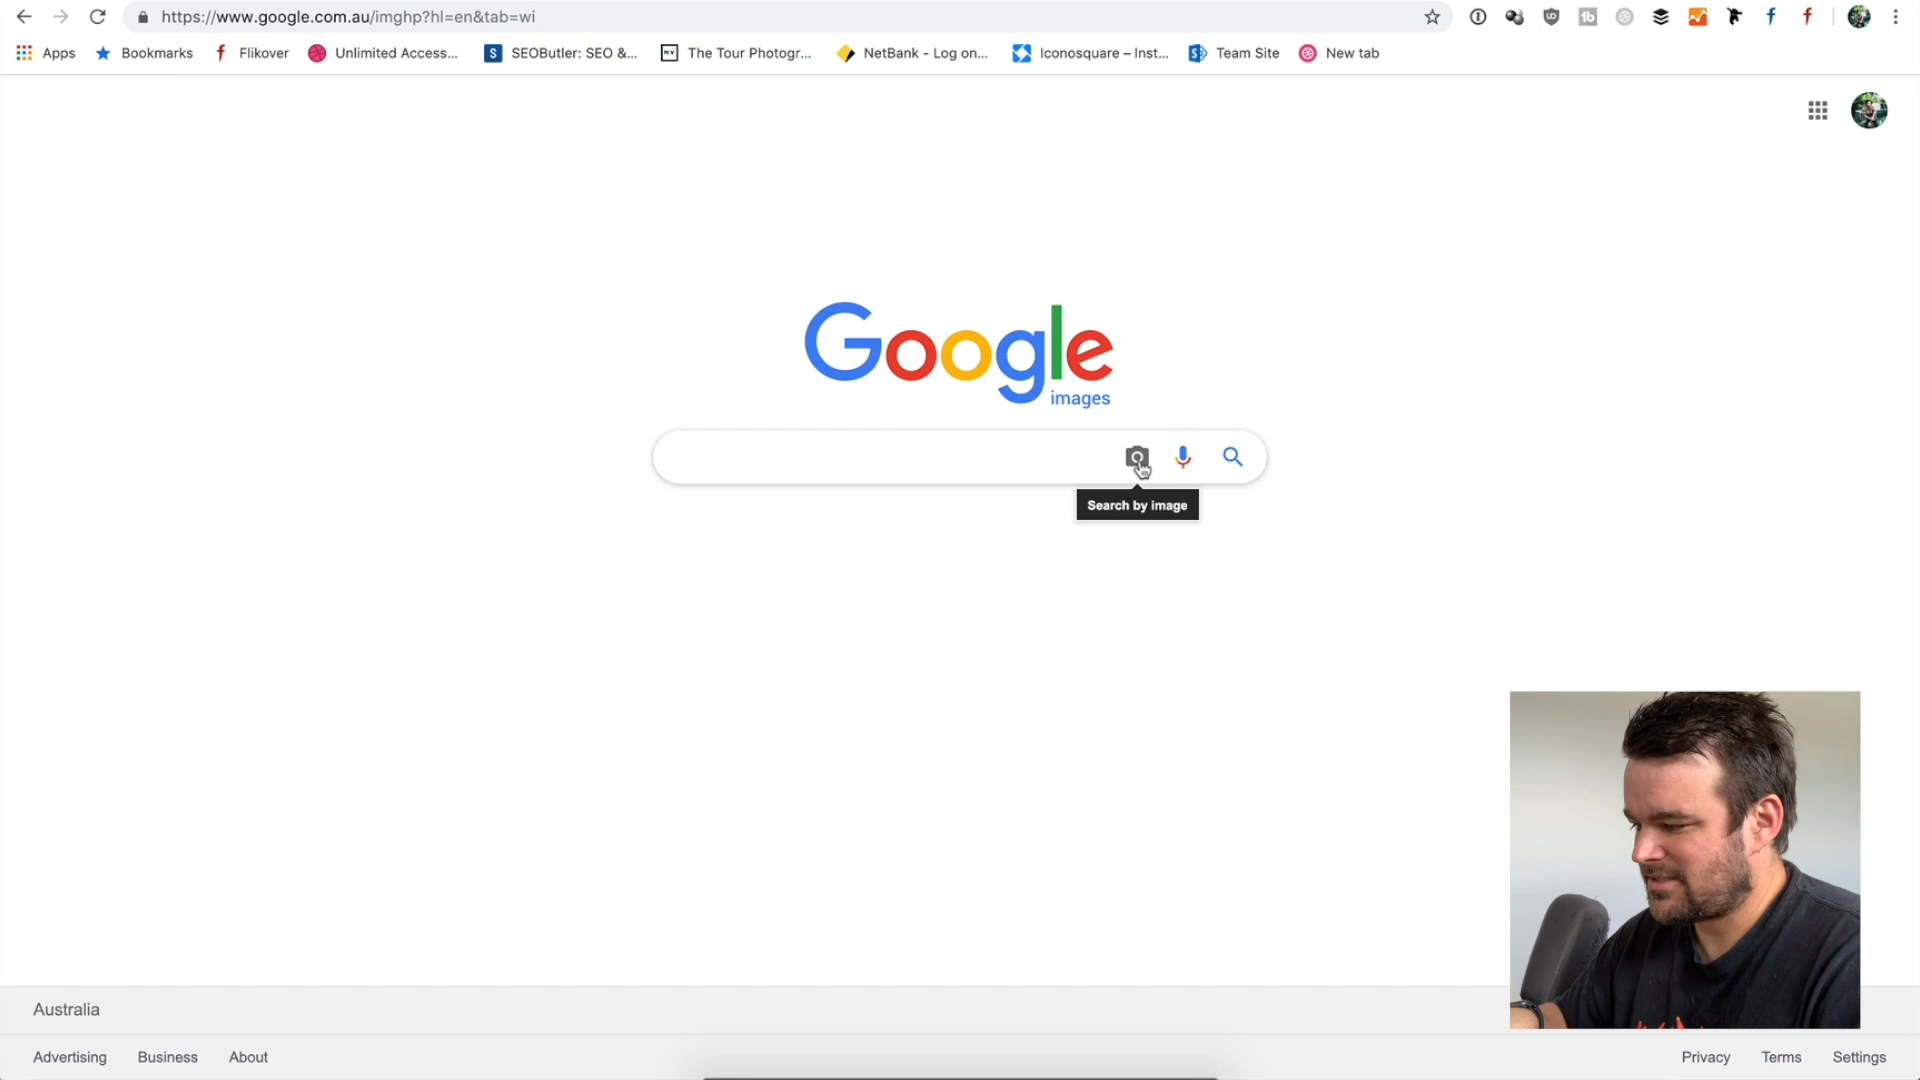 https://www.google.com.au/imghp?hl=en&tab=wi
Apps Bookmarks Flikover Unlimited Access... SEOButler: SEO &... The Tour Photogr... NetBank - Log on... Iconosquare – Inst... Team Site New tab
Google
images
Search by image
Australia
Advertising Business About Privacy Terms Settings